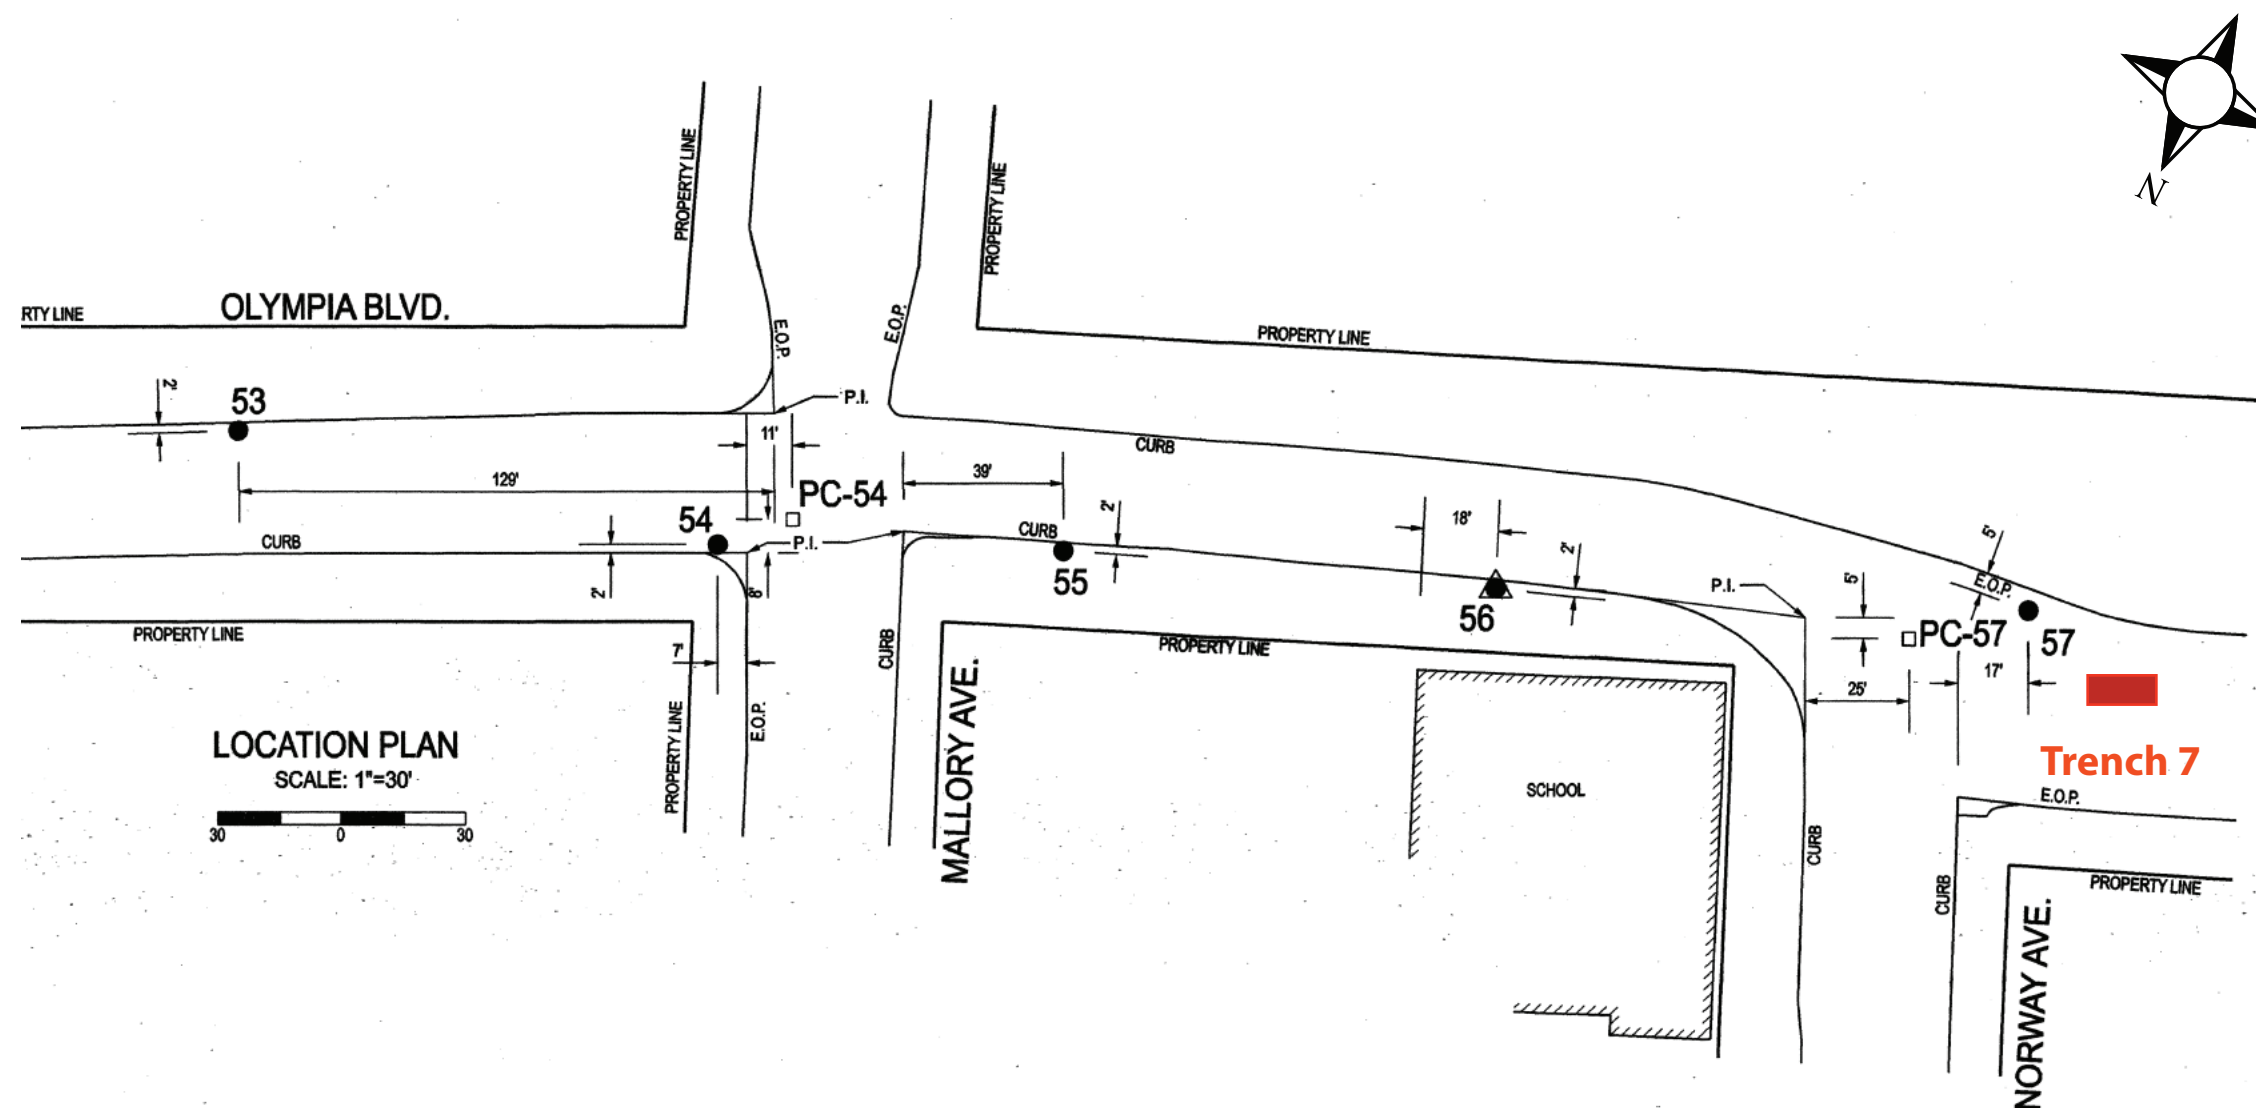 N
PROPERTY LINE
PROPERTY LINE
RTY LINE
OLYMPIA BLVD.
E.O.P.
E.O.P.
PROPERTY LINE
2'
53
P.I.
11'
CURB
129'
39'
PC-54
54
2'
18'
CURB
CURB
P.I.
2'
5'
2'
8'
55
56
P.I.
5'
E.O.P.
PC-57
57
PROPERTY LINE
7'
CURB
PROPERTY LINE
17'
25'
PROPERTY LINE
E.O.P.
MALLORY AVE.
LOCATION PLAN
SCALE: 1"=30'
30 0 30
SCHOOL
Trench 7
E.O.P.
CURB
CURB
PROPERTY LINE
NORWAY AVE.